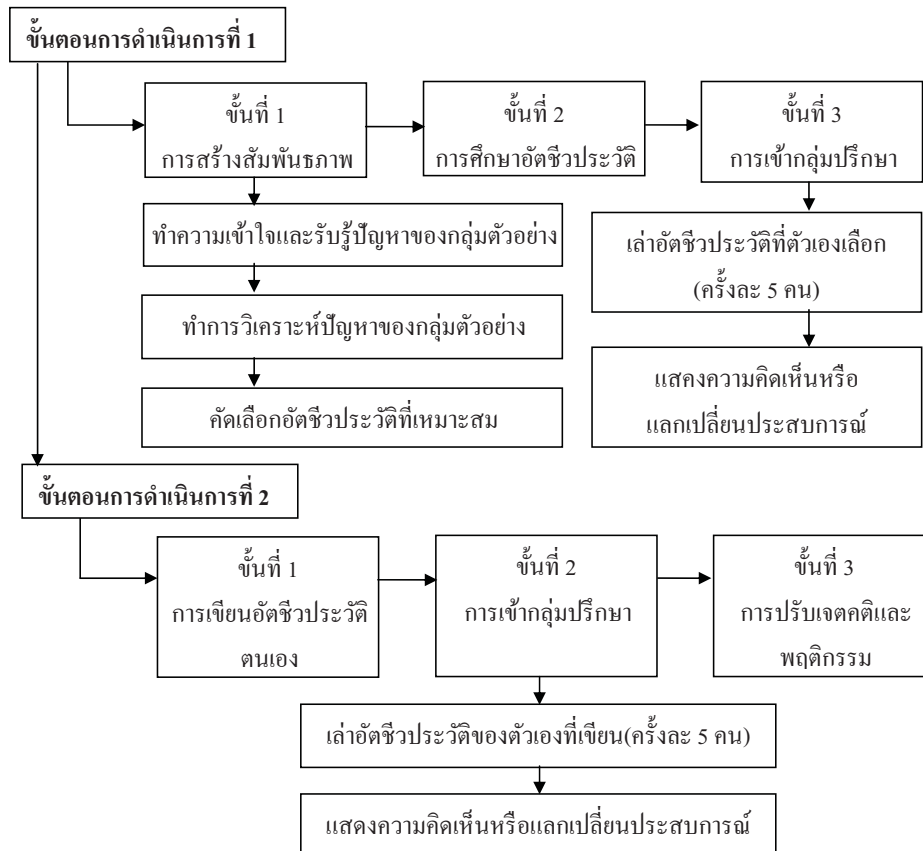 ขั้นตอนการดำเนินการที่ 1
ขั้นที่ 1
การสร้างสัมพันธภาพ
ขั้นที่ 2
การศึกษาอัตชีวประวัติ
ขั้นที่ 3
การเข้ากลุ่มปรึกษา
ทำความเข้าใจและรับรู้ปัญหาของกลุ่มตัวอย่าง
ทำการวิเคราะห์ปัญหาของกลุ่มตัวอย่าง
คัดเลือกอัตชีวประวัติที่เหมาะสม
เล่าอัตชีวประวัติที่ตัวเองเลือก
(ครั้งละ 5 คน)
แสดงความคิดเห็นหรือ
แลกเปลี่ยนประสบการณ์
ขั้นตอนการดำเนินการที่ 2
ขั้นที่ 1
การเขียนอัตชีวประวัติ
ตนเอง
ขั้นที่ 2
การเข้ากลุ่มปรึกษา
ขั้นที่ 3
การปรับเจตคติและ
พฤติกรรม
เล่าอัตชีวประวัติของตัวเองที่เขียน(ครั้งละ 5 คน)
แสดงความคิดเห็นหรือแลกเปลี่ยนประสบการณ์